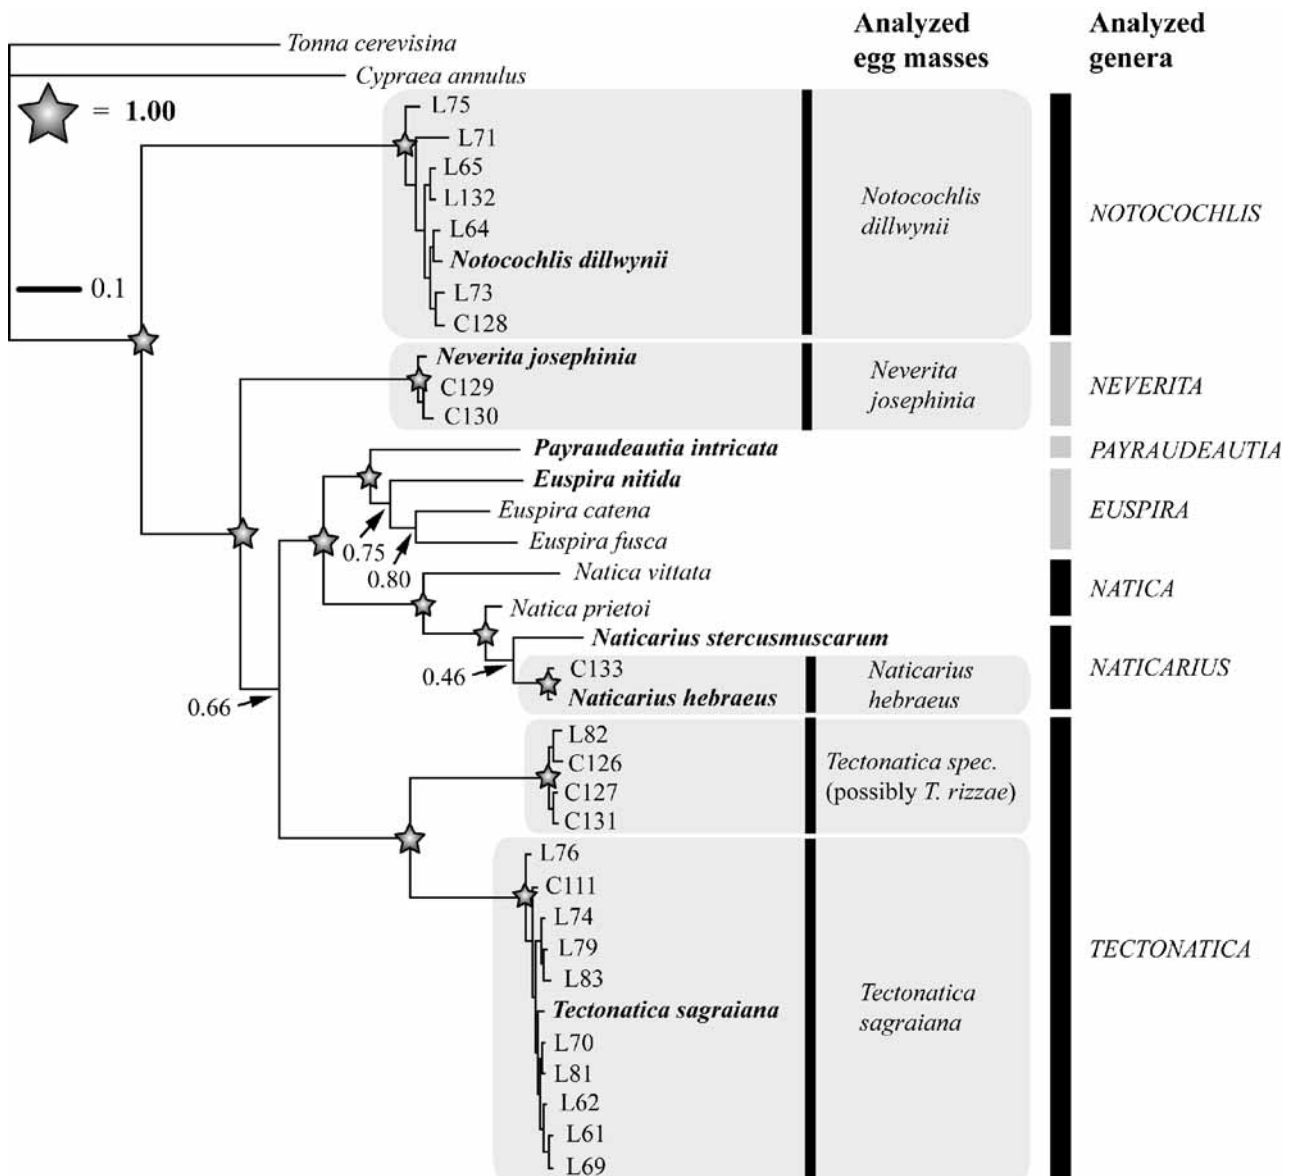 Analyzed
egg masses
Analyzed
genera
Tonna cerevisina
Cypraea annulus
= 1.00
L75
L71
L65
L132
L64
Notocochlis dillwynii
L73
C128
Notocochlis
dillwynii
NOTOCOCHLIS
0.1
Neverita josephinia
C129
C130
Neverita
josephinia
NEVERITA
Payraudeautia intricata
PAYRAUDEAUTIA
Euspira nitida
Euspira catena
Euspira fusca
EUSPIRA
0.75
0.80
Natica vittata
Natica prietoi
NATICA
Naticarius stercusmuscarum
C133
Naticarius hebraeus
Naticarius
hebraeus
NATICARIUS
0.46
0.66
L82
C126
C127
C131
Tectonatica spec.
(possibly T. rizzae)
L76
C111
L74
L79
L83
Tectonatica sagraiana
L70
L81
L62
L61
L69
Tectonatica
sagraiana
TECTONATICA